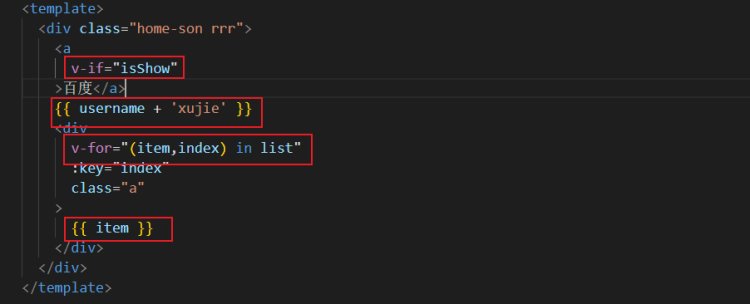 <template>
<div class="home-son rrr">
<a
v-if="isShow"
>百度</a>
{{ username + 'xujie' }}
<div
v-for="(item,index) in list"
:key="index"
class="a"
>
{{ item }}
</div>
</div>
</template>